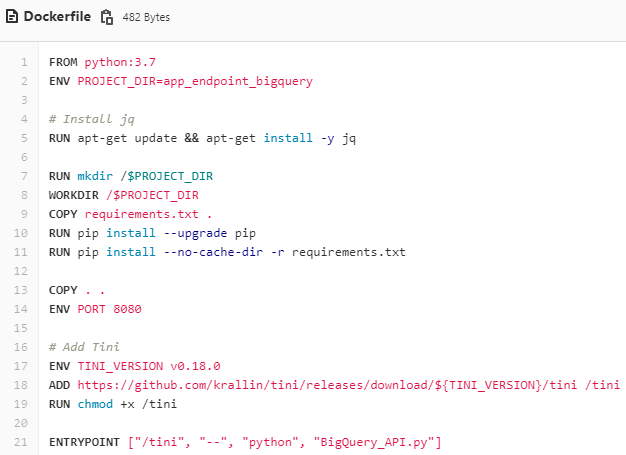 Dockerfile 482 Bytes
1 FROM python:3.7
2 ENV PROJECT_DIR=app_endpoint_bigquery
3
4 # Install jq
5 RUN apt-get update && apt-get install -y jq
6
7 RUN mkdir /$PROJECT_DIR
8 WORKDIR /$PROJECT_DIR
9 COPY requirements.txt .
10 RUN pip install --upgrade pip
11 RUN pip install --no-cache-dir -r requirements.txt
12
13 COPY . .
14 ENV PORT 8080
15
16 # Add Tini
17 ENV TINI_VERSION v0.18.0
18 ADD https://github.com/krallin/tini/releases/download/${TINI_VERSION}/tini /tini
19 RUN chmod +x /tini
20
21 ENTRYPOINT ["/tini", "--", "python", "BigQuery_API.py"]